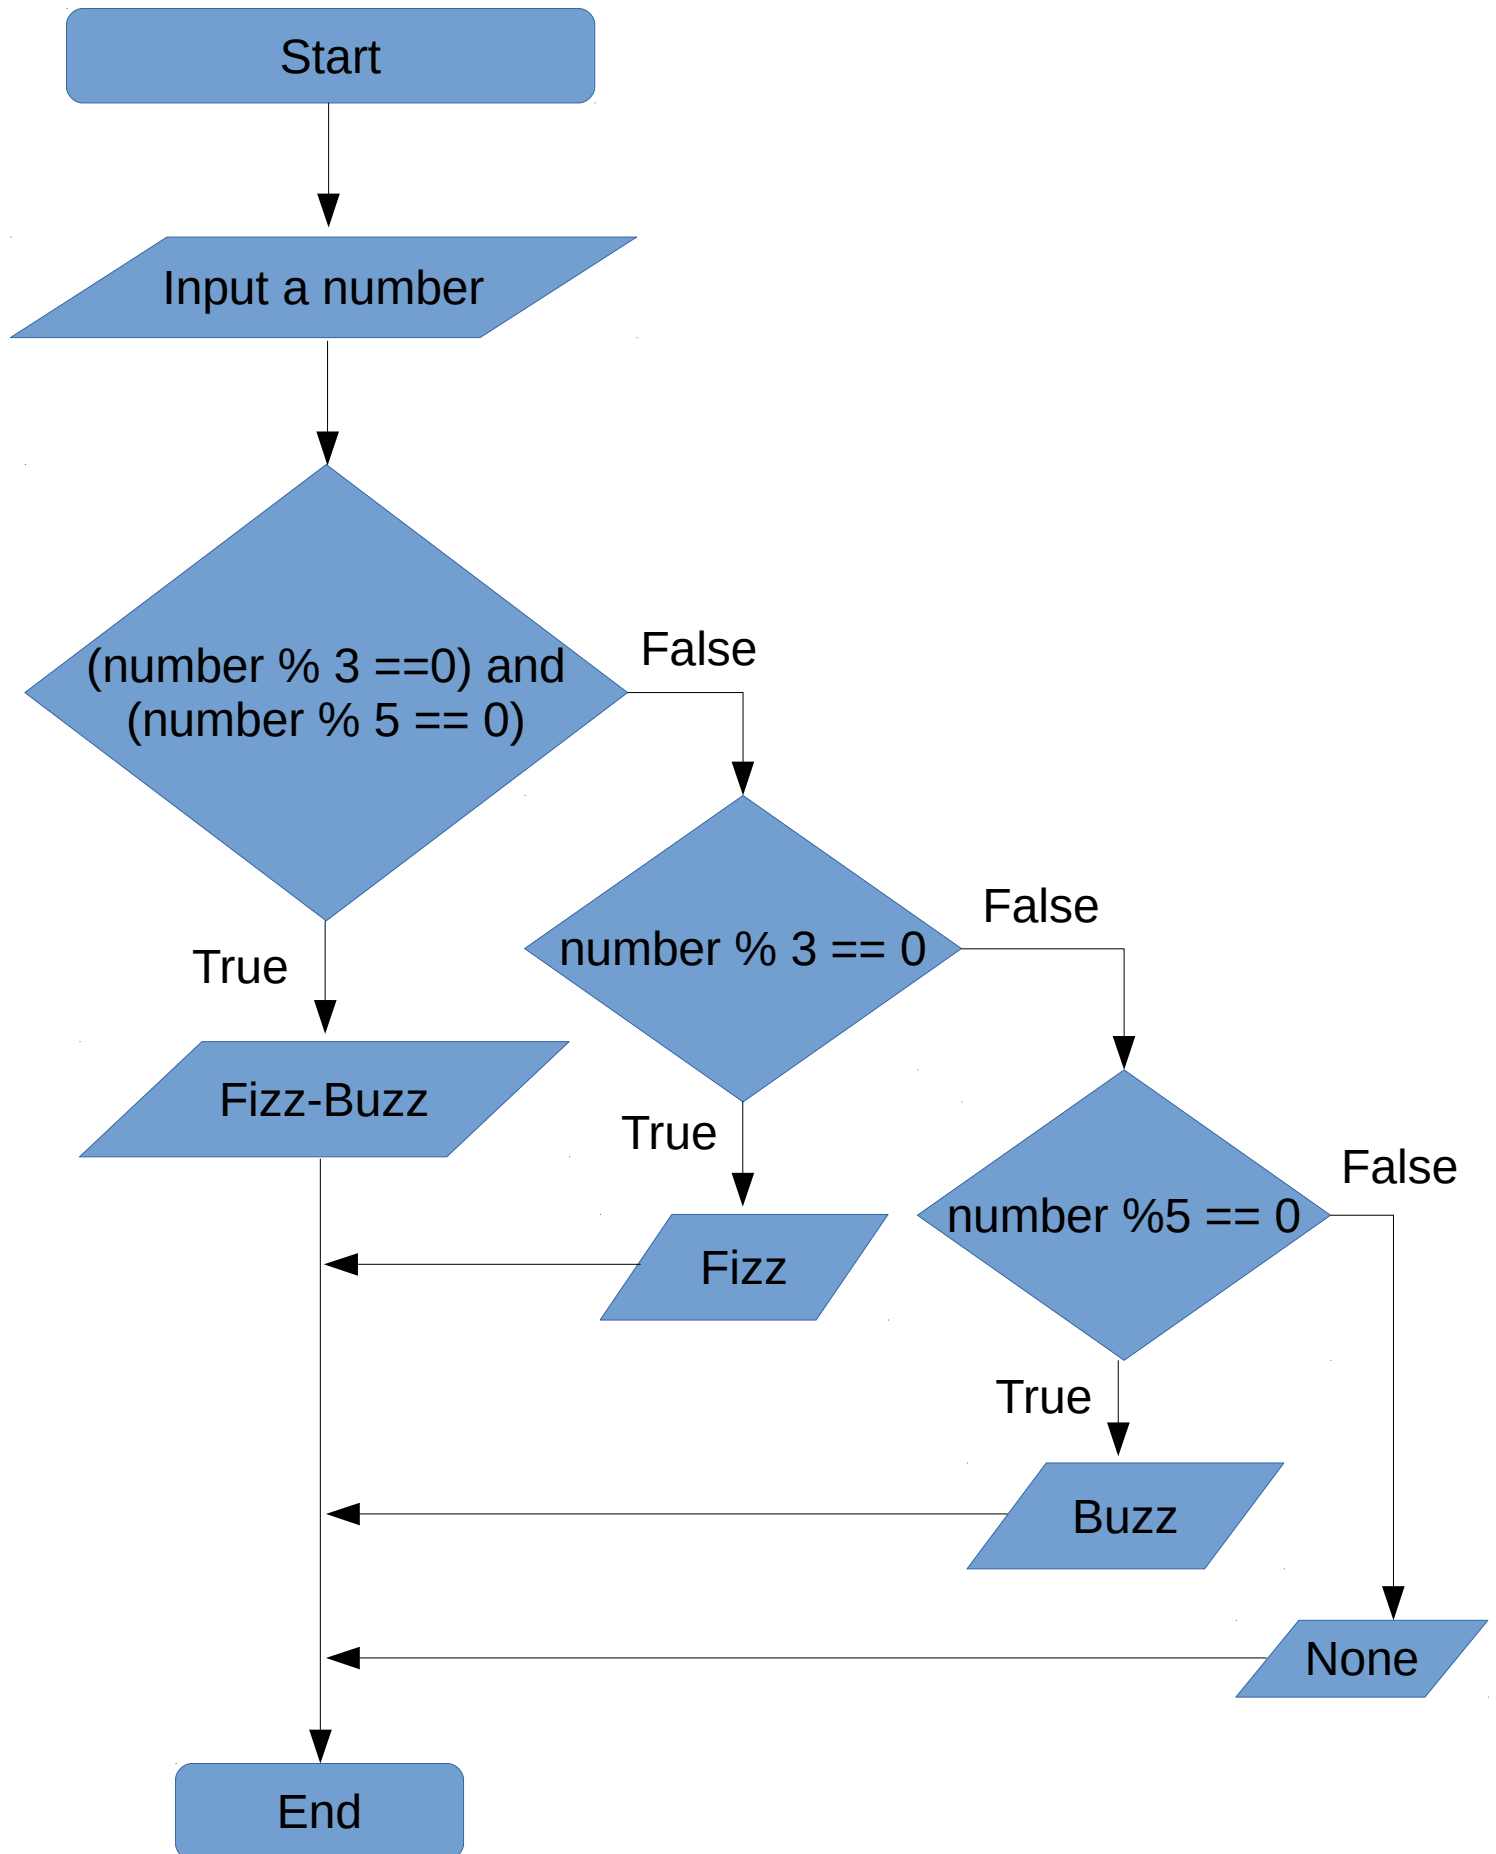 Start
Input a number
(number % 3 ==0) and
(number % 5 == 0)
False
True
number % 3 == 0
False
Fizz-Buzz
True
number %5 == 0
False
Fizz
True
Buzz
None
End